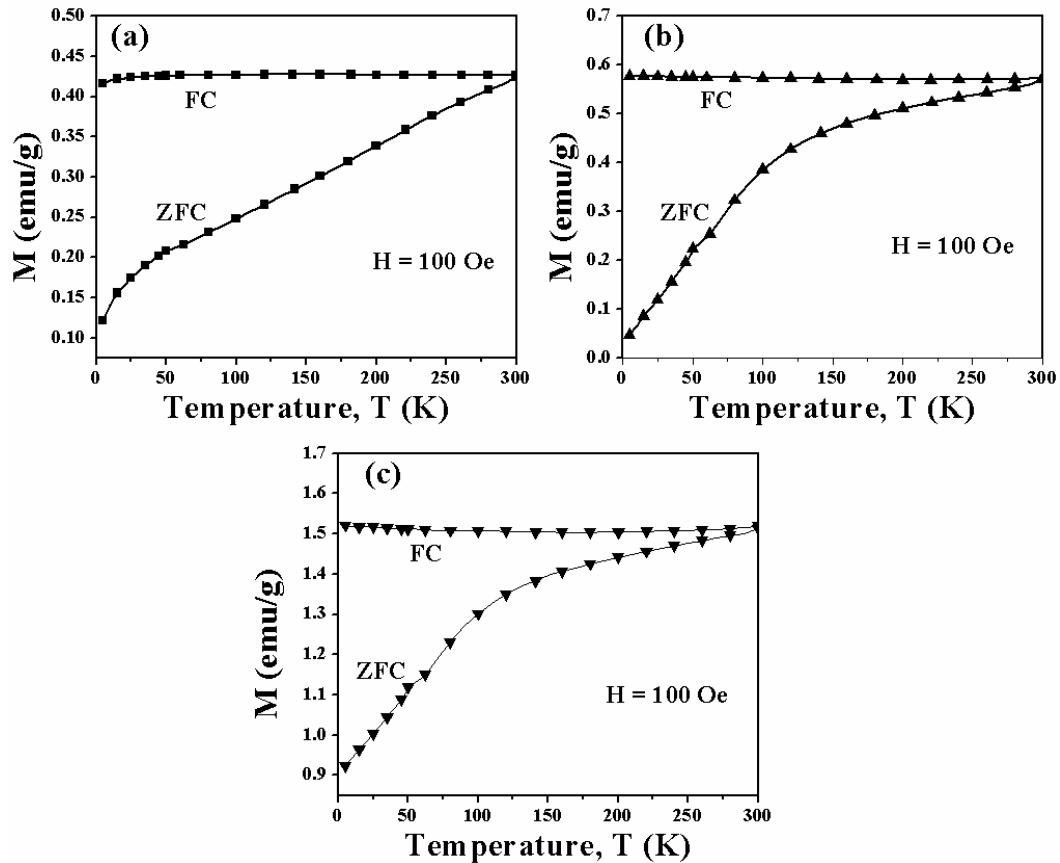 (a)
0.50
0.45
0.40
0.35
0.30
0.25
0.20
0.15
0.10
M (emu/g)
FC
ZFC
H = 100 Oe
0 50 100 150 200 250 300
Temperature, T (K)
(b)
0.7
0.6
0.5
0.4
0.3
0.2
0.1
0.0
M (emu/g)
FC
ZFC
H = 100 Oe
0 50 100 150 200 250 300
Temperature, T (K)
(c)
1.7
1.6
1.5
1.4
1.3
1.2
1.1
1.0
0.9
M (emu/g)
FC
ZFC
H = 100 Oe
0 50 100 150 200 250 300
Temperature, T (K)